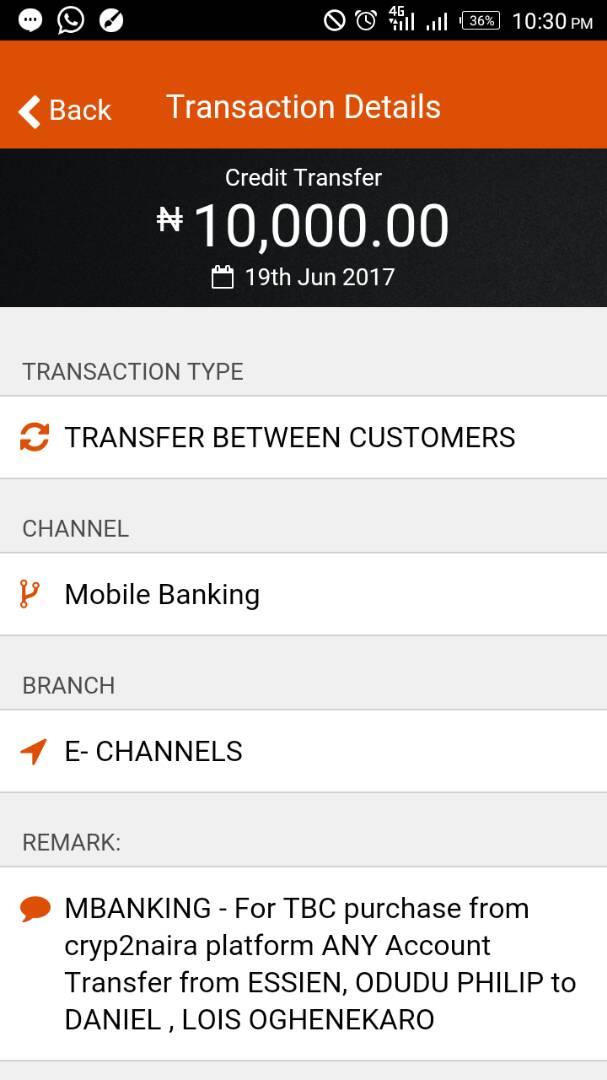 4G 36% 10:30 PM
Back Transaction Details
Credit Transfer
₦ 10,000.00
19th Jun 2017
TRANSACTION TYPE
TRANSFER BETWEEN CUSTOMERS
CHANNEL
Mobile Banking
BRANCH
E- CHANNELS
REMARK:
MBANKING - For TBC purchase from
cryp2naira platform ANY Account
Transfer from ESSIEN, ODUDU PHILIP to
DANIEL , LOIS OGHENEKARO